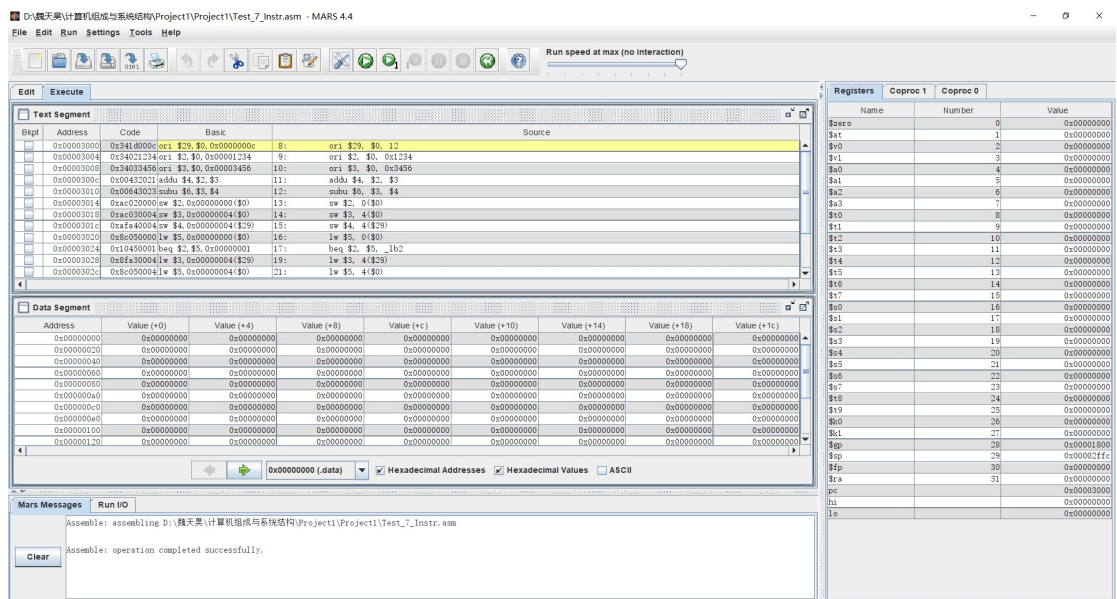 D:\魏天昊\计算机组成与系统结构\Project1\Project1\Test_7_Instr.asm - MARS 4.4
File Edit Run Settings Tools Help
Run speed at max (no interaction)
Edit Execute
Text Segment
Bkpt Address Code Basic Source
0x00003000 0x341d000c ori $29,$0,0x0000000c 8: ori $29, $0, 12
0x00003004 0x34021234 ori $2,$0,0x00001234 9: ori $2, $0, 0x1234
0x00003008 0x34033456 ori $3,$0,0x00003456 10: ori $3, $0, 0x3456
0x0000300c 0x00432021 addu $4,$2,$3 11: addu $4, $2, $3
0x00003010 0x00643023 subu $6,$3,$4 12: subu $6, $3, $4
0x00003014 0xac020000 sw $2,0x00000000($0) 13: sw $2, 0($0)
0x00003018 0xac030004 sw $3,0x00000004($0) 14: sw $3, 4($0)
0x0000301c 0xafa40004 sw $4,0x00000004($29) 15: sw $4, 4($29)
0x00003020 0x8c050000 lw $5,0x00000000($0) 16: lw $5, 0($0)
0x00003024 0x10450001 beq $2,$5,0x00000001 17: beq $2, $5, _lb2
0x00003028 0x8fa30004 lw $3,0x00000004($29) 19: lw $3, 4($29)
0x0000302c 0x8c050004 lw $5,0x00000004($0) 21: lw $5, 4($0)
Data Segment
Address Value (+0) Value (+4) Value (+8) Value (+c) Value (+10) Value (+14) Value (+18) Value (+1c)
0x00000000 0x00000000 0x00000000 0x00000000 0x00000000 0x00000000 0x00000000 0x00000000 0x00000000
0x00000020 0x00000000 0x00000000 0x00000000 0x00000000 0x00000000 0x00000000 0x00000000 0x00000000
0x00000040 0x00000000 0x00000000 0x00000000 0x00000000 0x00000000 0x00000000 0x00000000 0x00000000
0x00000060 0x00000000 0x00000000 0x00000000 0x00000000 0x00000000 0x00000000 0x00000000 0x00000000
0x00000080 0x00000000 0x00000000 0x00000000 0x00000000 0x00000000 0x00000000 0x00000000 0x00000000
0x000000a0 0x00000000 0x00000000 0x00000000 0x00000000 0x00000000 0x00000000 0x00000000 0x00000000
0x000000c0 0x00000000 0x00000000 0x00000000 0x00000000 0x00000000 0x00000000 0x00000000 0x00000000
0x000000e0 0x00000000 0x00000000 0x00000000 0x00000000 0x00000000 0x00000000 0x00000000 0x00000000
0x00000100 0x00000000 0x00000000 0x00000000 0x00000000 0x00000000 0x00000000 0x00000000 0x00000000
0x00000120 0x00000000 0x00000000 0x00000000 0x00000000 0x00000000 0x00000000 0x00000000 0x00000000
0x00000000 (.data) Hexadecimal Addresses Hexadecimal Values ASCII
Mars Messages Run I/O
Assemble: assembling D:\魏天昊\计算机组成与系统结构\Project1\Project1\Test_7_Instr.asm
Assemble: operation completed successfully.
Clear
Registers Coproc 1 Coproc 0
Name Number Value
$zero 0 0x00000000
$at 1 0x00000000
$v0 2 0x00000000
$v1 3 0x00000000
$a0 4 0x00000000
$a1 5 0x00000000
$a2 6 0x00000000
$a3 7 0x00000000
$t0 8 0x00000000
$t1 9 0x00000000
$t2 10 0x00000000
$t3 11 0x00000000
$t4 12 0x00000000
$t5 13 0x00000000
$t6 14 0x00000000
$t7 15 0x00000000
$s0 16 0x00000000
$s1 17 0x00000000
$s2 18 0x00000000
$s3 19 0x00000000
$s4 20 0x00000000
$s5 21 0x00000000
$s6 22 0x00000000
$s7 23 0x00000000
$t8 24 0x00000000
$t9 25 0x00000000
$k0 26 0x00000000
$k1 27 0x00000000
$gp 28 0x00001800
$sp 29 0x00002ffc
$fp 30 0x00000000
$ra 31 0x00000000
pc 0x00003000
hi 0x00000000
lo 0x00000000